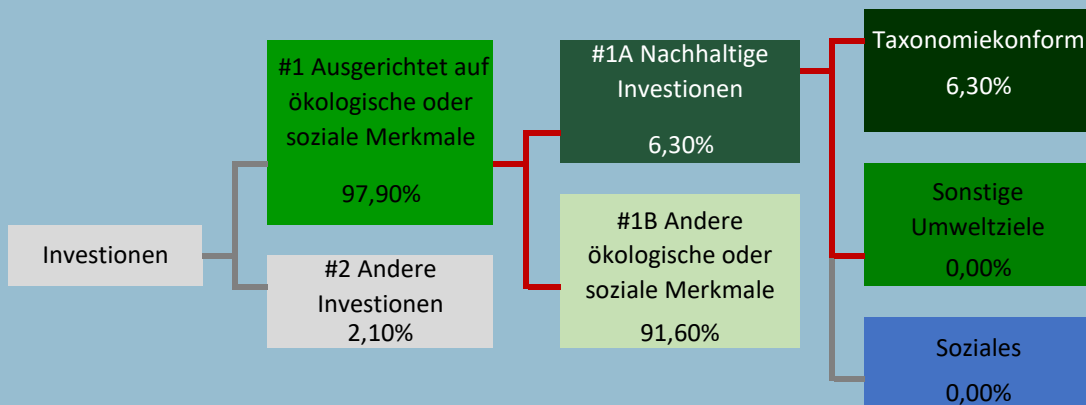 Investionen
#1 Ausgerichtet auf
ökologische oder
soziale Merkmale
97,90%
#2 Andere
Investionen
2,10%
#1A Nachhaltige
Investionen
6,30%
#1B Andere
ökologische oder
soziale Merkmale
91,60%
Taxonomiekonform
6,30%
Sonstige
Umweltziele
0,00%
Soziales
0,00%